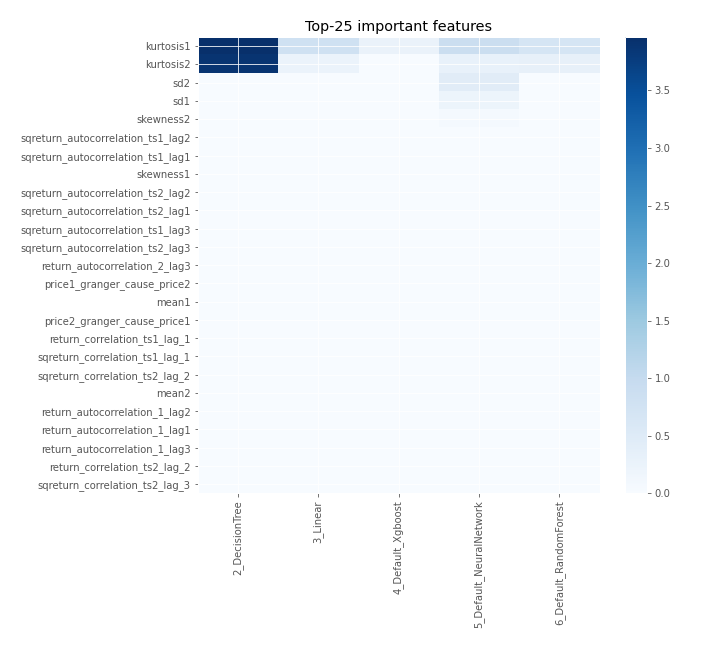 Top-25 important features
kurtosis1
kurtosis2
sd2
sd1
skewness2
sqreturn_autocorrelation_ts1_lag2
sqreturn_autocorrelation_ts1_lag1
skewness1
sqreturn_autocorrelation_ts2_lag2
sqreturn_autocorrelation_ts2_lag1
sqreturn_autocorrelation_ts1_lag3
sqreturn_autocorrelation_ts2_lag3
return_autocorrelation_2_lag3
price1_granger_cause_price2
mean1
price2_granger_cause_price1
return_correlation_ts1_lag_1
sqreturn_correlation_ts1_lag_1
sqreturn_correlation_ts2_lag_2
mean2
return_autocorrelation_1_lag2
return_autocorrelation_1_lag1
return_autocorrelation_1_lag3
return_correlation_ts2_lag_2
sqreturn_correlation_ts2_lag_3
2_DecisionTree
3_Linear
4_Default_Xgboost
5_Default_NeuralNetwork
6_Default_RandomForest
3.5
3.0
2.5
2.0
1.5
1.0
0.5
0.0